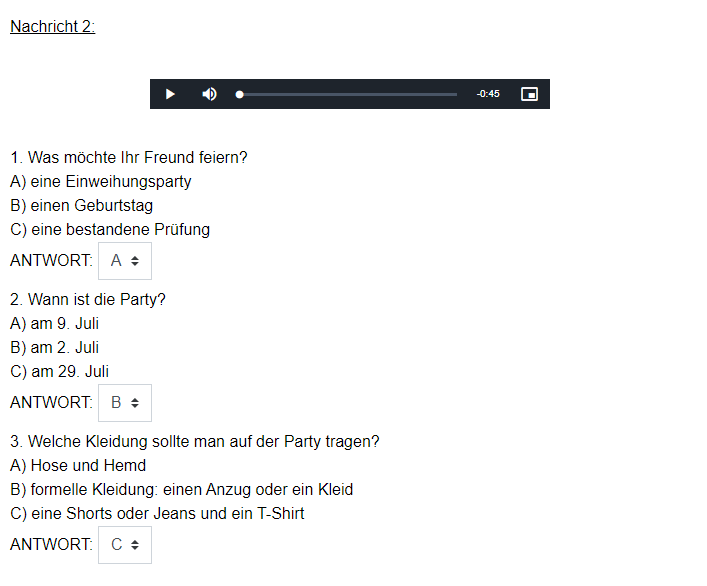 Nachricht 2:
-0:45
1. Was möchte Ihr Freund feiern?
A) eine Einweihungsparty
B) einen Geburtstag
C) eine bestandene Prüfung
ANTWORT: A
2. Wann ist die Party?
A) am 9. Juli
B) am 2. Juli
C) am 29. Juli
ANTWORT: B
3. Welche Kleidung sollte man auf der Party tragen?
A) Hose und Hemd
B) formelle Kleidung: einen Anzug oder ein Kleid
C) eine Shorts oder Jeans und ein T-Shirt
ANTWORT: C